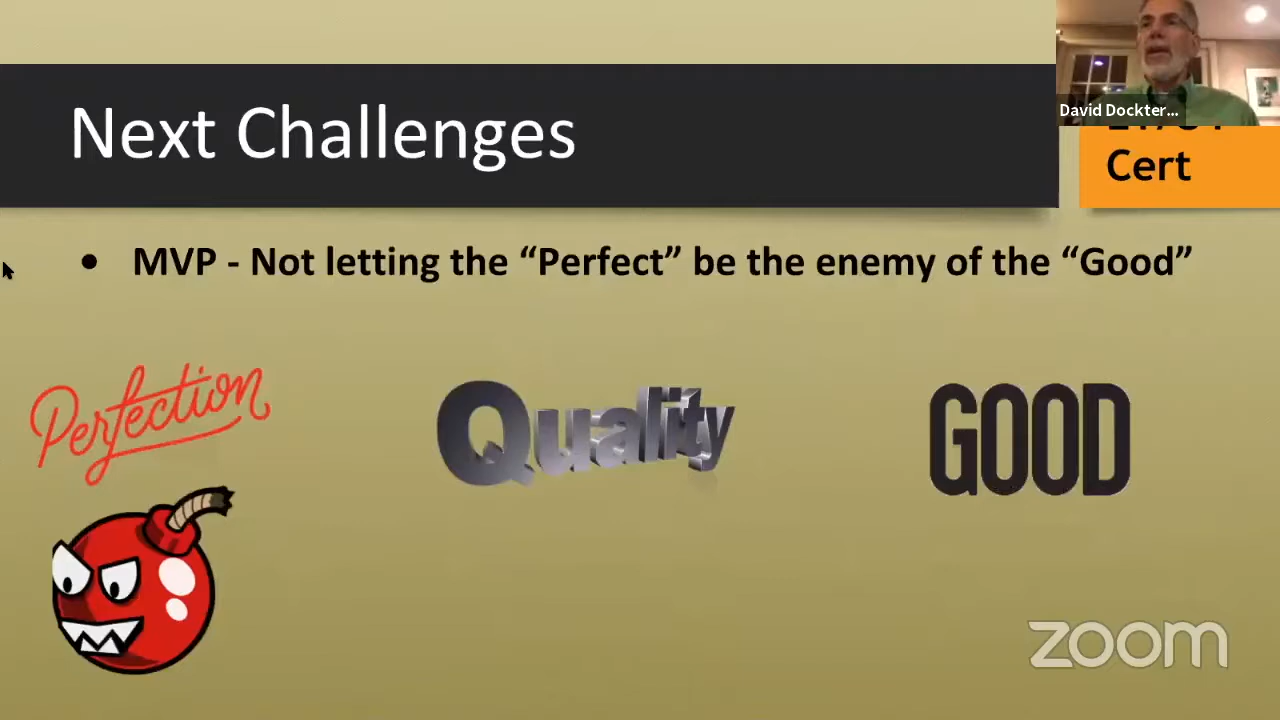 Next Challenges
David Dockter...
Cert
• MVP - Not letting the “Perfect” be the enemy of the “Good”
Perfection
Quality
GOOD
zoom